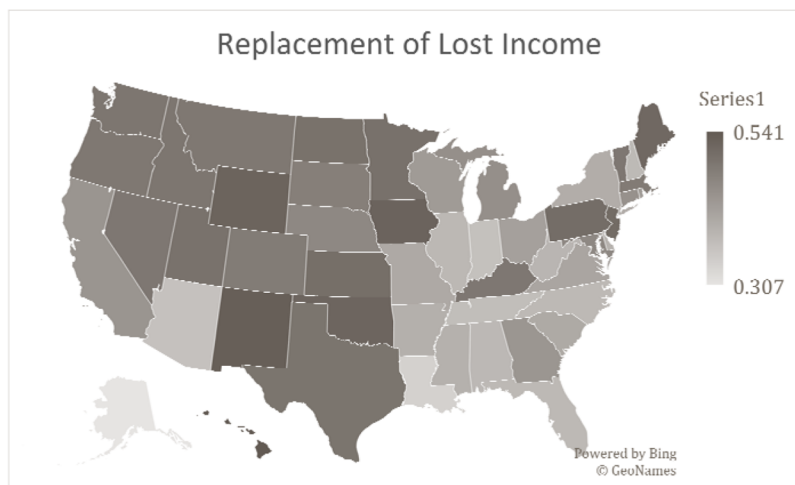 Replacement of Lost Income
Series1
0.541
0.307
Powered by Bing
© GeoNames